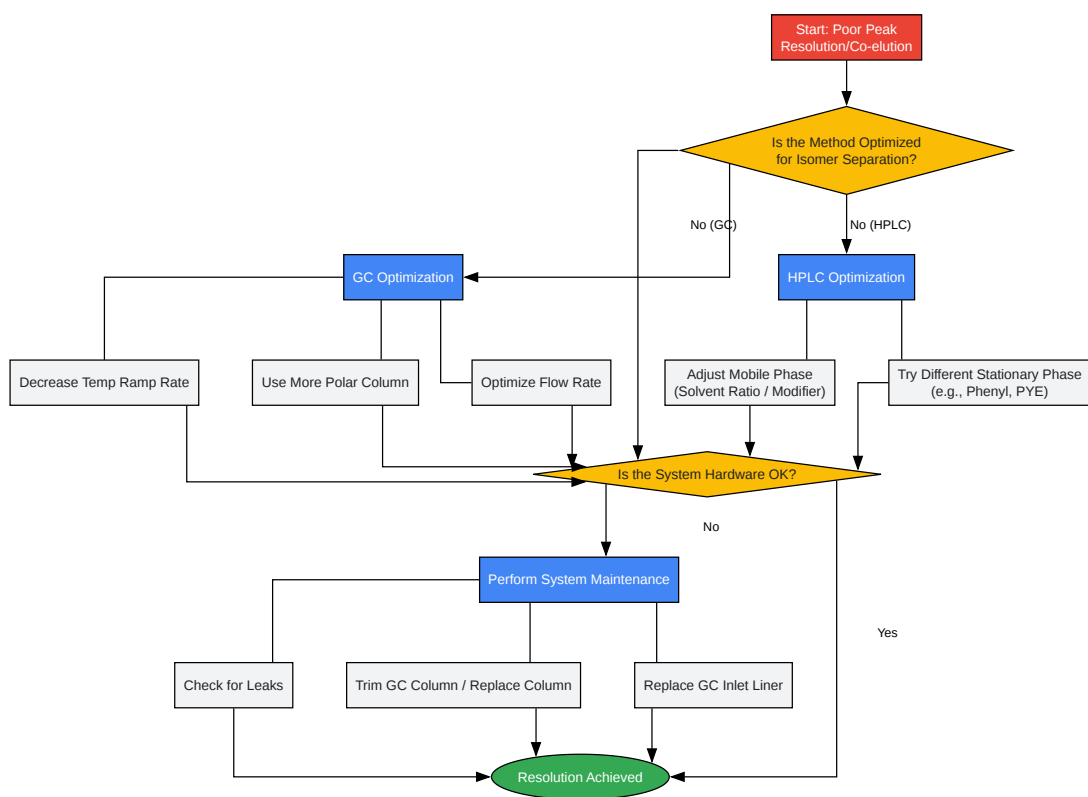 Start: Poor Peak
Resolution/Co-elution
Is the Method Optimized
for Isomer Separation?
No (GC)
No (HPLC)
GC Optimization
HPLC Optimization
Decrease Temp Ramp Rate
Use More Polar Column
Optimize Flow Rate
Adjust Mobile Phase
(Solvent Ratio / Modifier)
Try Different Stationary Phase
(e.g., Phenyl, PYE)
Is the System Hardware OK?
No
Perform System Maintenance
Yes
Check for Leaks
Trim GC Column / Replace Column
Replace GC Inlet Liner
Resolution Achieved